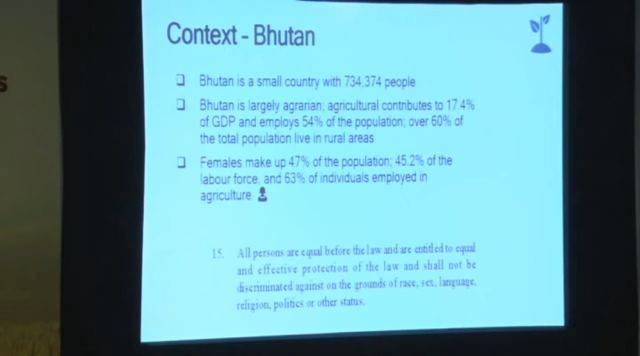 s
Context - Bhutan
❑ Bhutan is a small country with 734,374 people
❑ Bhutan is largely agrarian; agricultural contributes to 17.4%
of GDP and employs 54% of the population; over 60% of
the total population live in rural areas
❑ Females make up 47% of the population; 45.2% of the
labour force, and 63% of individuals employed in
agriculture
15. All persons are equal before the law and are entitled to equal
and effective protection of the law and shall not be
discriminated against on the grounds of race, sex, language,
religion, politics or other status.